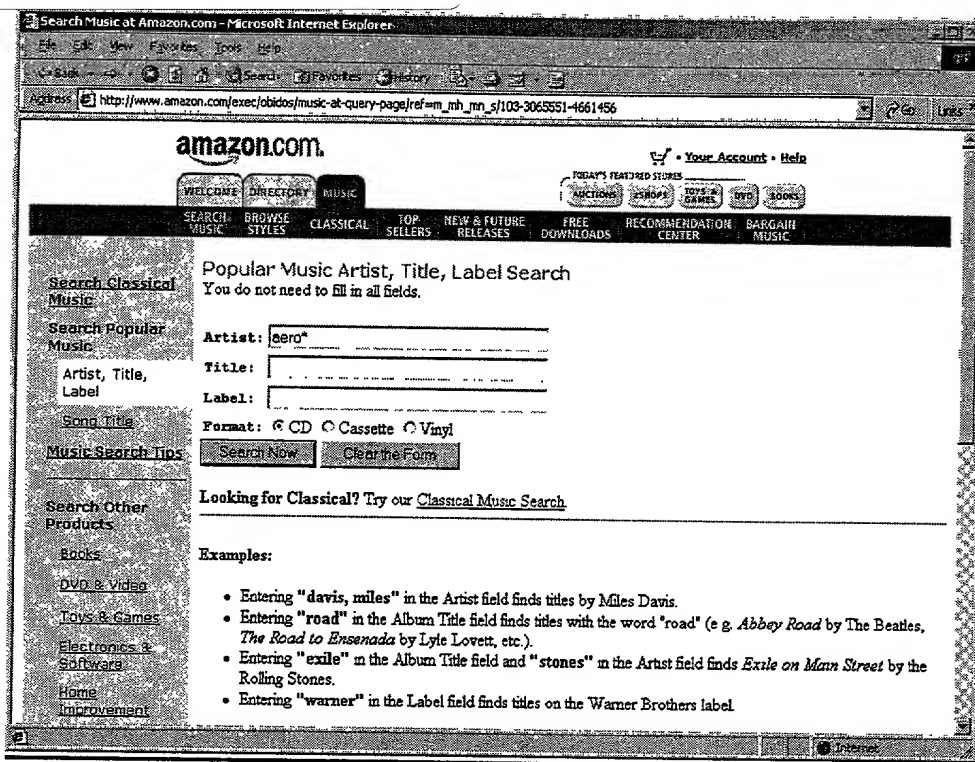 Search Music at Amazon.com - Microsoft Internet Explorer
File Edit View Favorites Tools Help
Back Search Favorites History
Address http://www.amazon.com/exec/obidos/music-at-query-page/ref=m_mh_mn_s/103-3065551-4661456 Go Links
amazon.com.
Your Account · Help
TODAY'S FEATURED STORES
WELCOME DIRECTORY MUSIC
AUCTIONS TOYS & GAMES DVD BOOKS
SEARCH MUSIC BROWSE STYLES CLASSICAL TOP SELLERS NEW & FUTURE RELEASES FREE DOWNLOADS RECOMMENDATION CENTER BARGAIN MUSIC
Search Classical
Music
Search Popular
Music
Artist, Title,
Label
Song Title
Music Search Tips
Search Other
Products
Books
DVD & Video
Toys & Games
Electronics &
Software
Home
Improvement
Popular Music Artist, Title, Label Search
You do not need to fill in all fields.
Artist: aero*
Title:
Label:
Format: CD Cassette Vinyl
Search Now Clear the Form
Looking for Classical? Try our Classical Music Search.
Examples:
• Entering "davis, miles" in the Artist field finds titles by Miles Davis.
• Entering "road" in the Album Title field finds titles with the word "road" (e g. Abbey Road by The Beatles,
The Road to Ensenada by Lyle Lovett, etc.).
• Entering "exile" in the Album Title field and "stones" in the Artist field finds Exile on Main Street by the
Rolling Stones.
• Entering "warner" in the Label field finds titles on the Warner Brothers label.
Internet